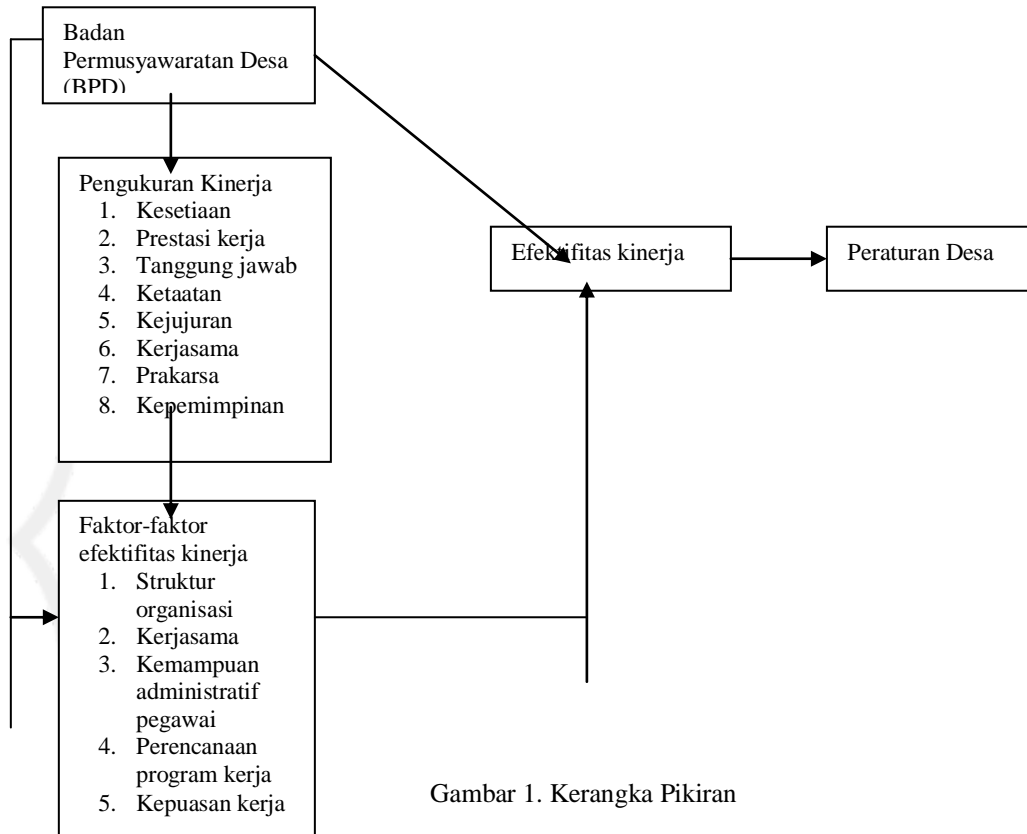 Badan
Permusyawaratan Desa
(BPD)
Pengukuran Kinerja
1. Kesetiaan
2. Prestasi kerja
3. Tanggung jawab
4. Ketaatan
5. Kejujuran
6. Kerjasama
7. Prakarsa
8. Kepemimpinan
Efektifitas kinerja
Peraturan Desa
Faktor-faktor
efektifitas kinerja
1. Struktur
organisasi
2. Kerjasama
3. Kemampuan
administratif
pegawai
4. Perencanaan
program kerja
5. Kepuasan kerja
Gambar 1. Kerangka Pikiran